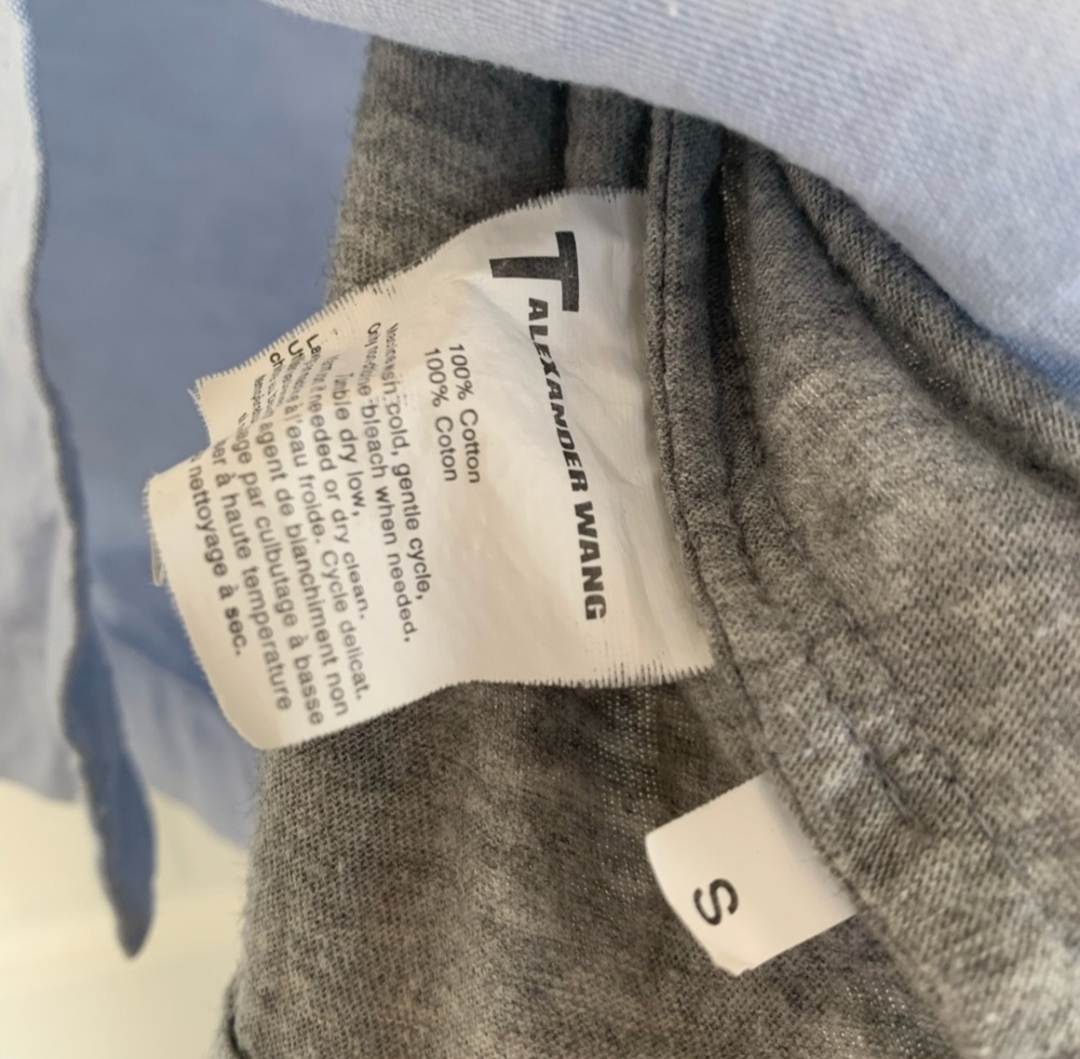 T
ALEXANDER WANG
100% Cotton
100% Coton
cold, gentle cycle,
bleach when needed.
dry low,
needed or dry clean.
à l'eau froide. Cycle delicat.
agent de blanchiment non
par culbutage à basse
à haute temperature
nettoyage à sec.
S